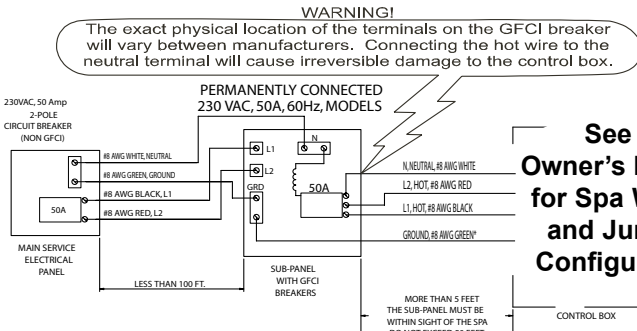 WARNING!
The exact physical location of the terminals on the GFCI breaker
will vary between manufacturers. Connecting the hot wire to the
neutral terminal will cause irreversible damage to the control box.
PERMANENTLY CONNECTED
230 VAC, 50A, 60Hz, MODELS
230VAC, 50 Amp
2-POLE
CIRCUIT BREAKER
(NON GFCI)
#8 AWG WHITE, NEUTRAL
#8 AWG GREEN, GROUND
#8 AWG BLACK, L1
#8 AWG RED, L2
50A
MAIN SERVICE
ELECTRICAL
PANEL
LESS THAN 100 FT.
L1
L2
GRD
N
50A
SUB-PANEL
WITH GFCI
BREAKERS
N, NEUTRAL, #8 AWG WHITE
L2, HOT, #8 AWG RED
L1, HOT, #8 AWG BLACK
GROUND, #8 AWG GREEN*
MORE THAN 5 FEET
THE SUB-PANEL MUST BE
WITHIN SIGHT OF THE SPA
See
Owner's
for Spa
and
CONTROL BOX